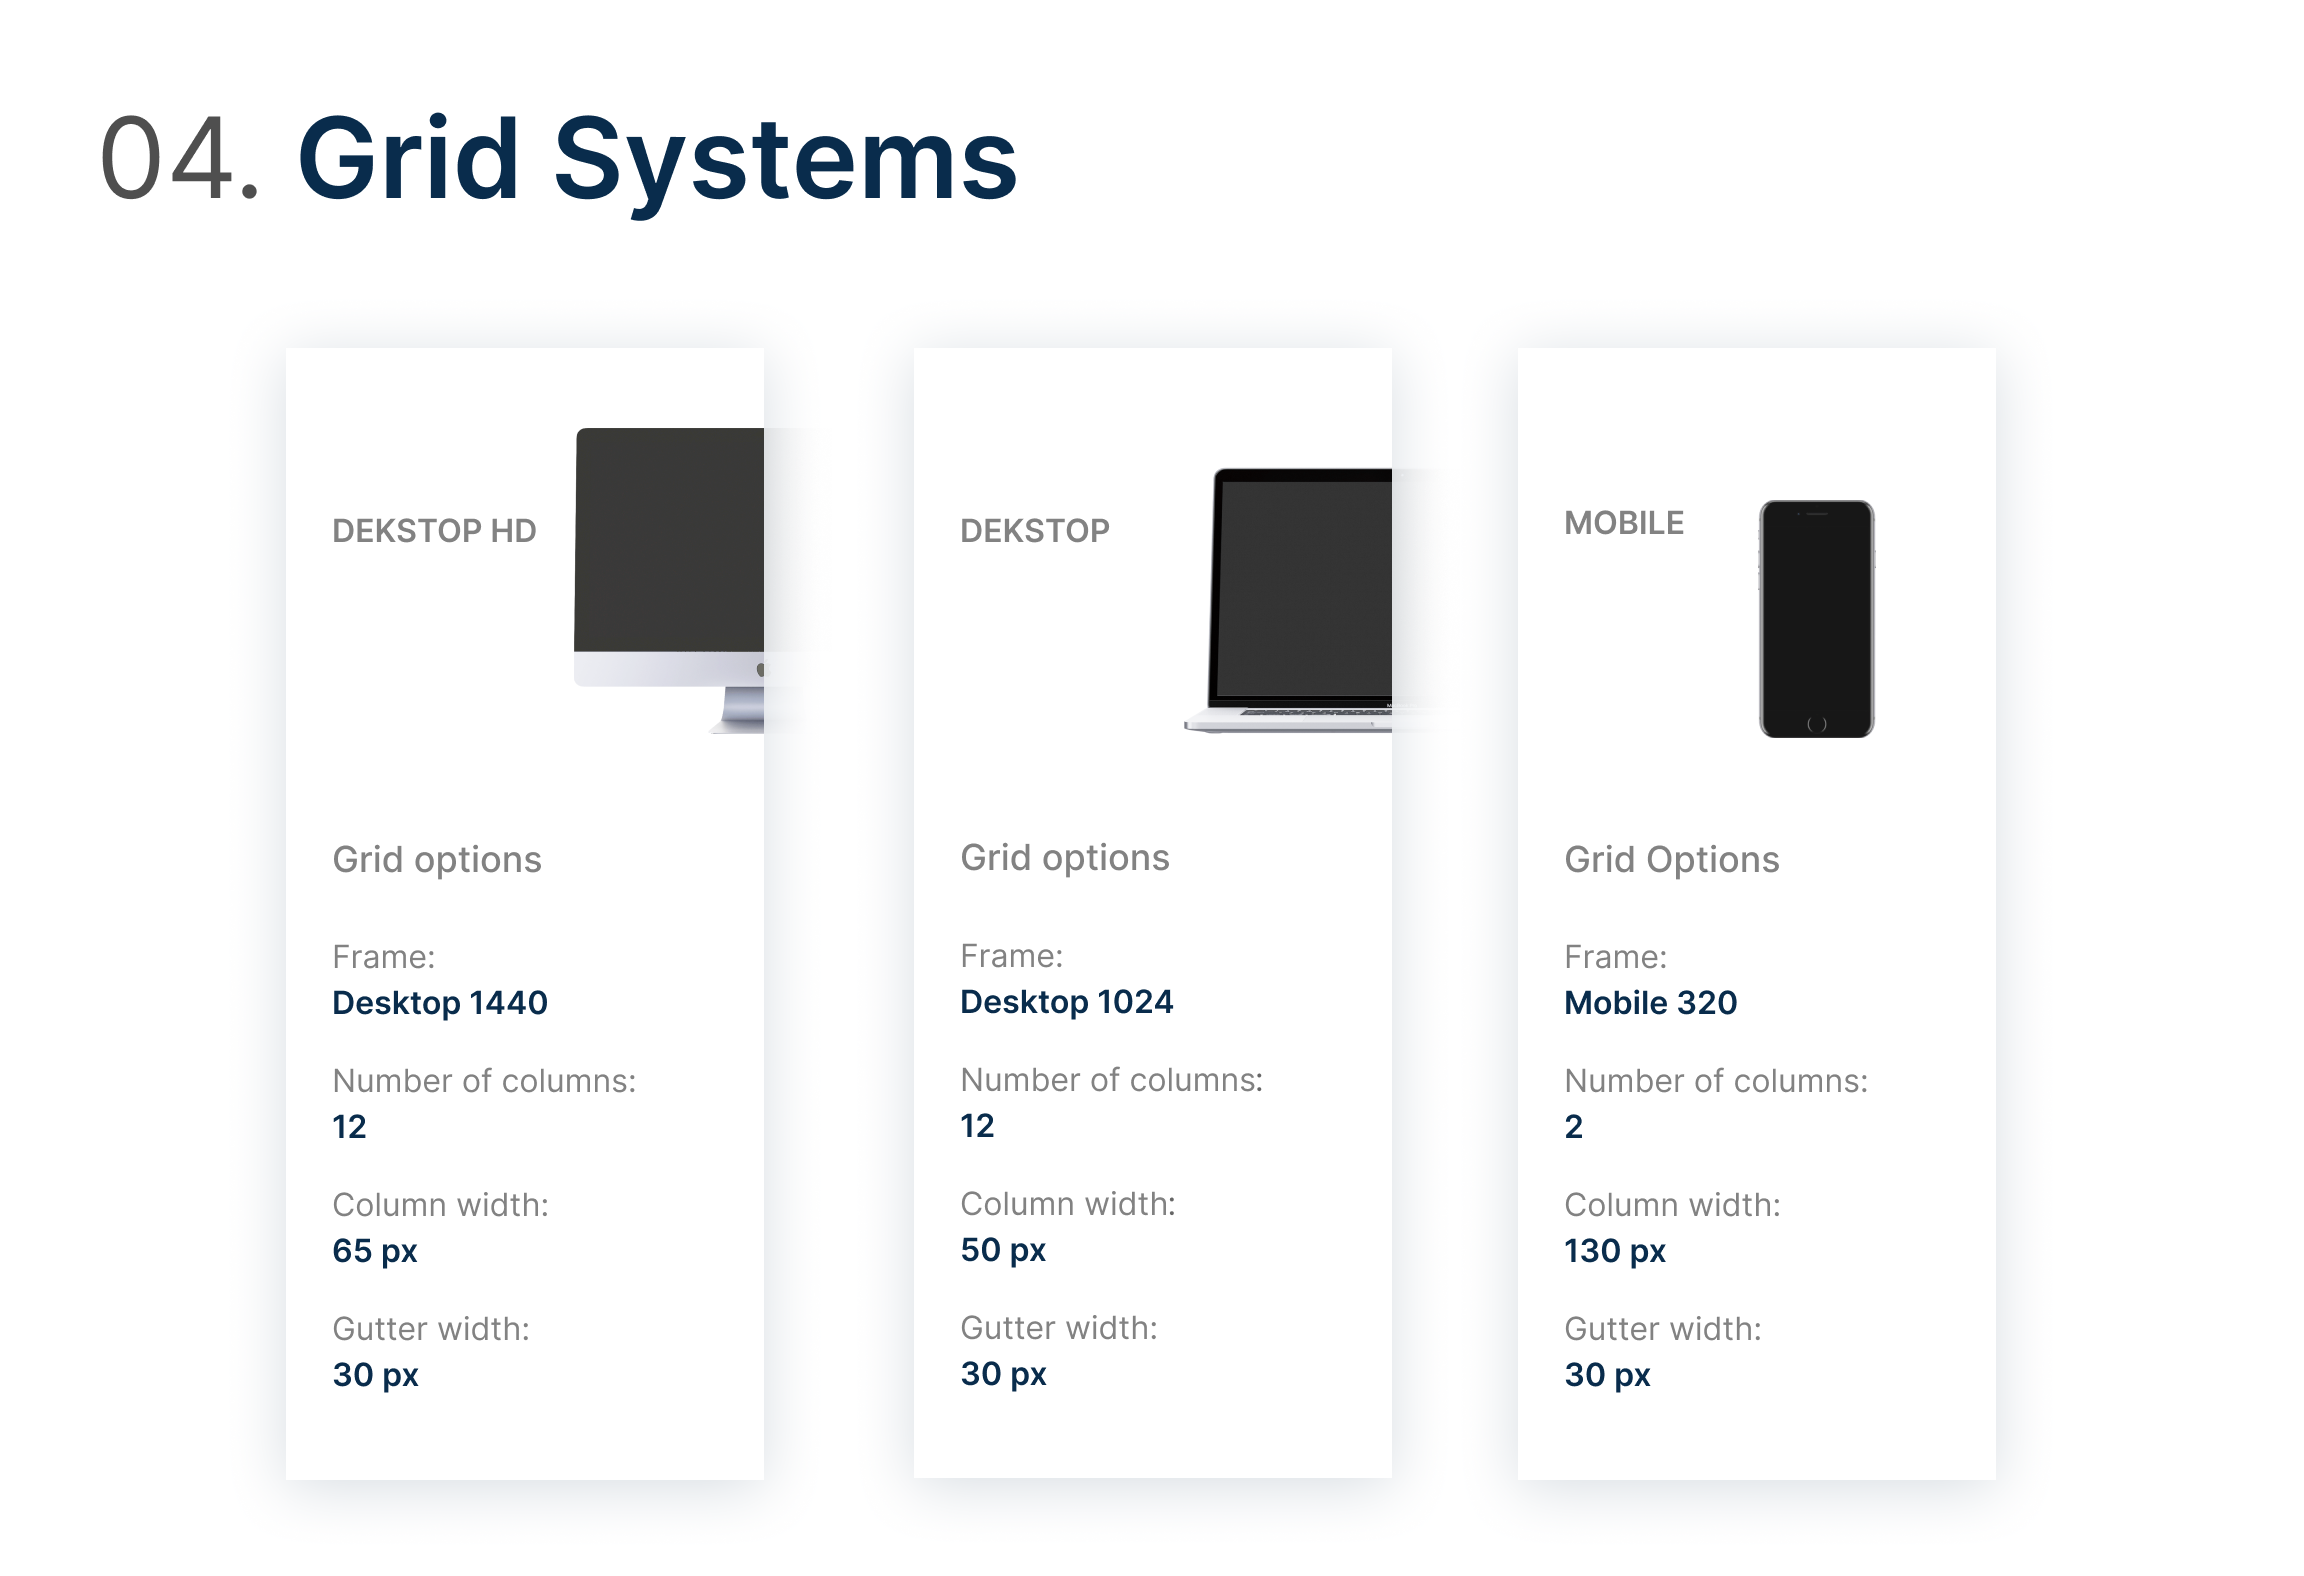 04. Grid Systems
DEKSTOP HD
Grid options
Frame:
Desktop 1440
Number of columns:
12
Column width:
65 px
Gutter width:
30 px
DEKSTOP
Grid options
Frame:
Desktop 1024
Number of columns:
12
Column width:
50 px
Gutter width:
30 px
MOBILE
Grid Options
Frame:
Mobile 320
Number of columns:
2
Column width:
130 px
Gutter width:
30 px